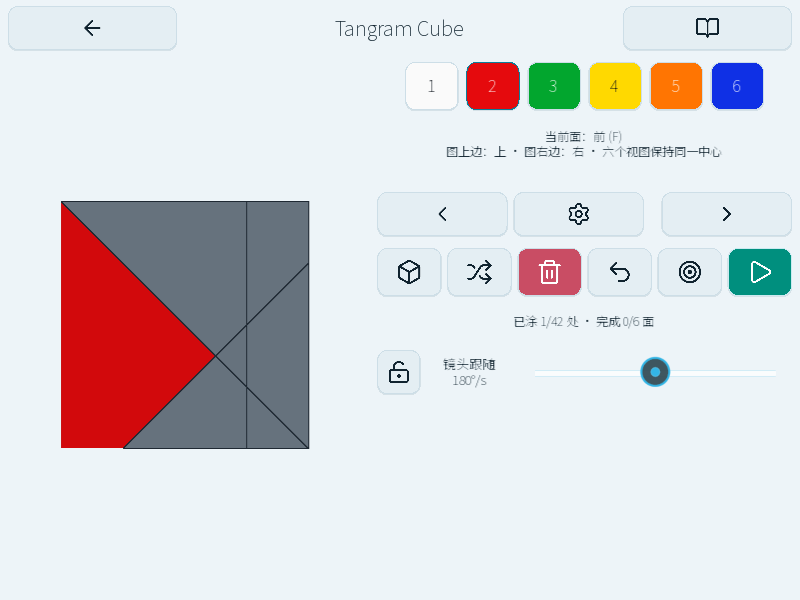 Tangram Cube
1 2 3 4 5 6
当前面：前 (F)
图上边：上 · 图右边：右 · 六个视图保持同一中心
已涂 1/42 处 · 完成 0/6 面
镜头跟随
180°/s